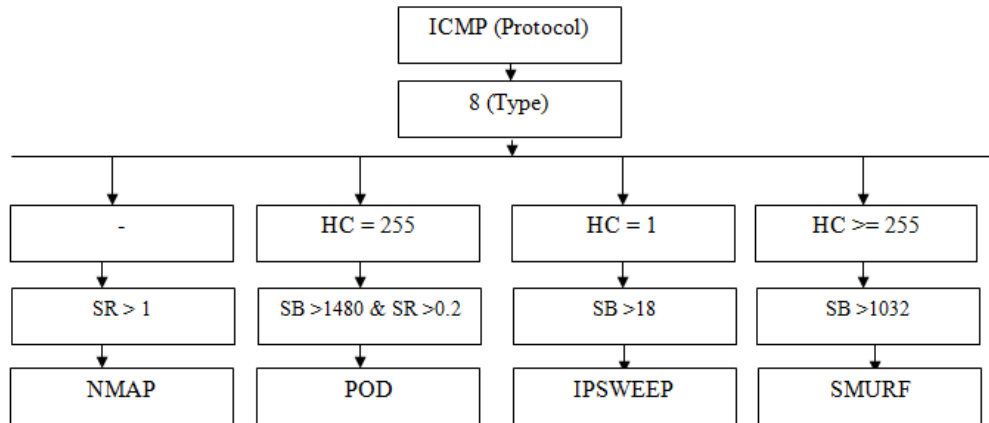 ICMP (Protocol)
8 (Type)
-
HC = 255
HC = 1
HC >= 255
SR > 1
SB >1480 & SR >0.2
SB >18
SB >1032
NMAP
POD
IPSWEEP
SMURF